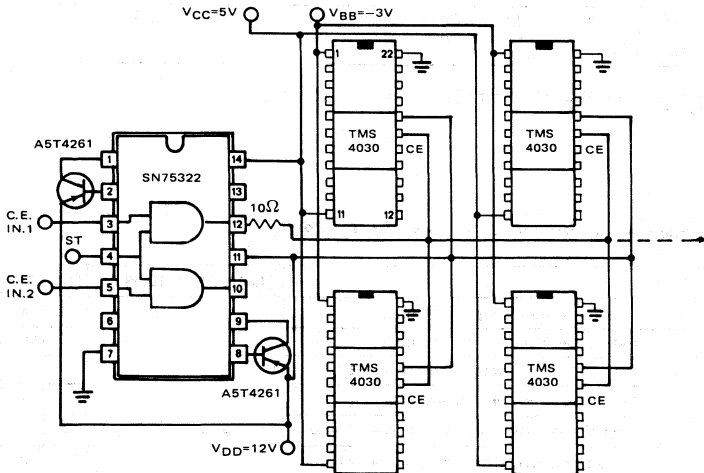 VCC=5V
VBB=-3V
1
22
TMS
4030
CE
11
12
TMS
4030
CE
A5T4261
SN75322
1
2
3
4
5
6
7
14
13
12
11
10
9
8
C.E.
IN.1
ST
C.E.
IN.2
10Ω
A5T4261
VDD=12V
TMS
4030
CE
TMS
4030
CE